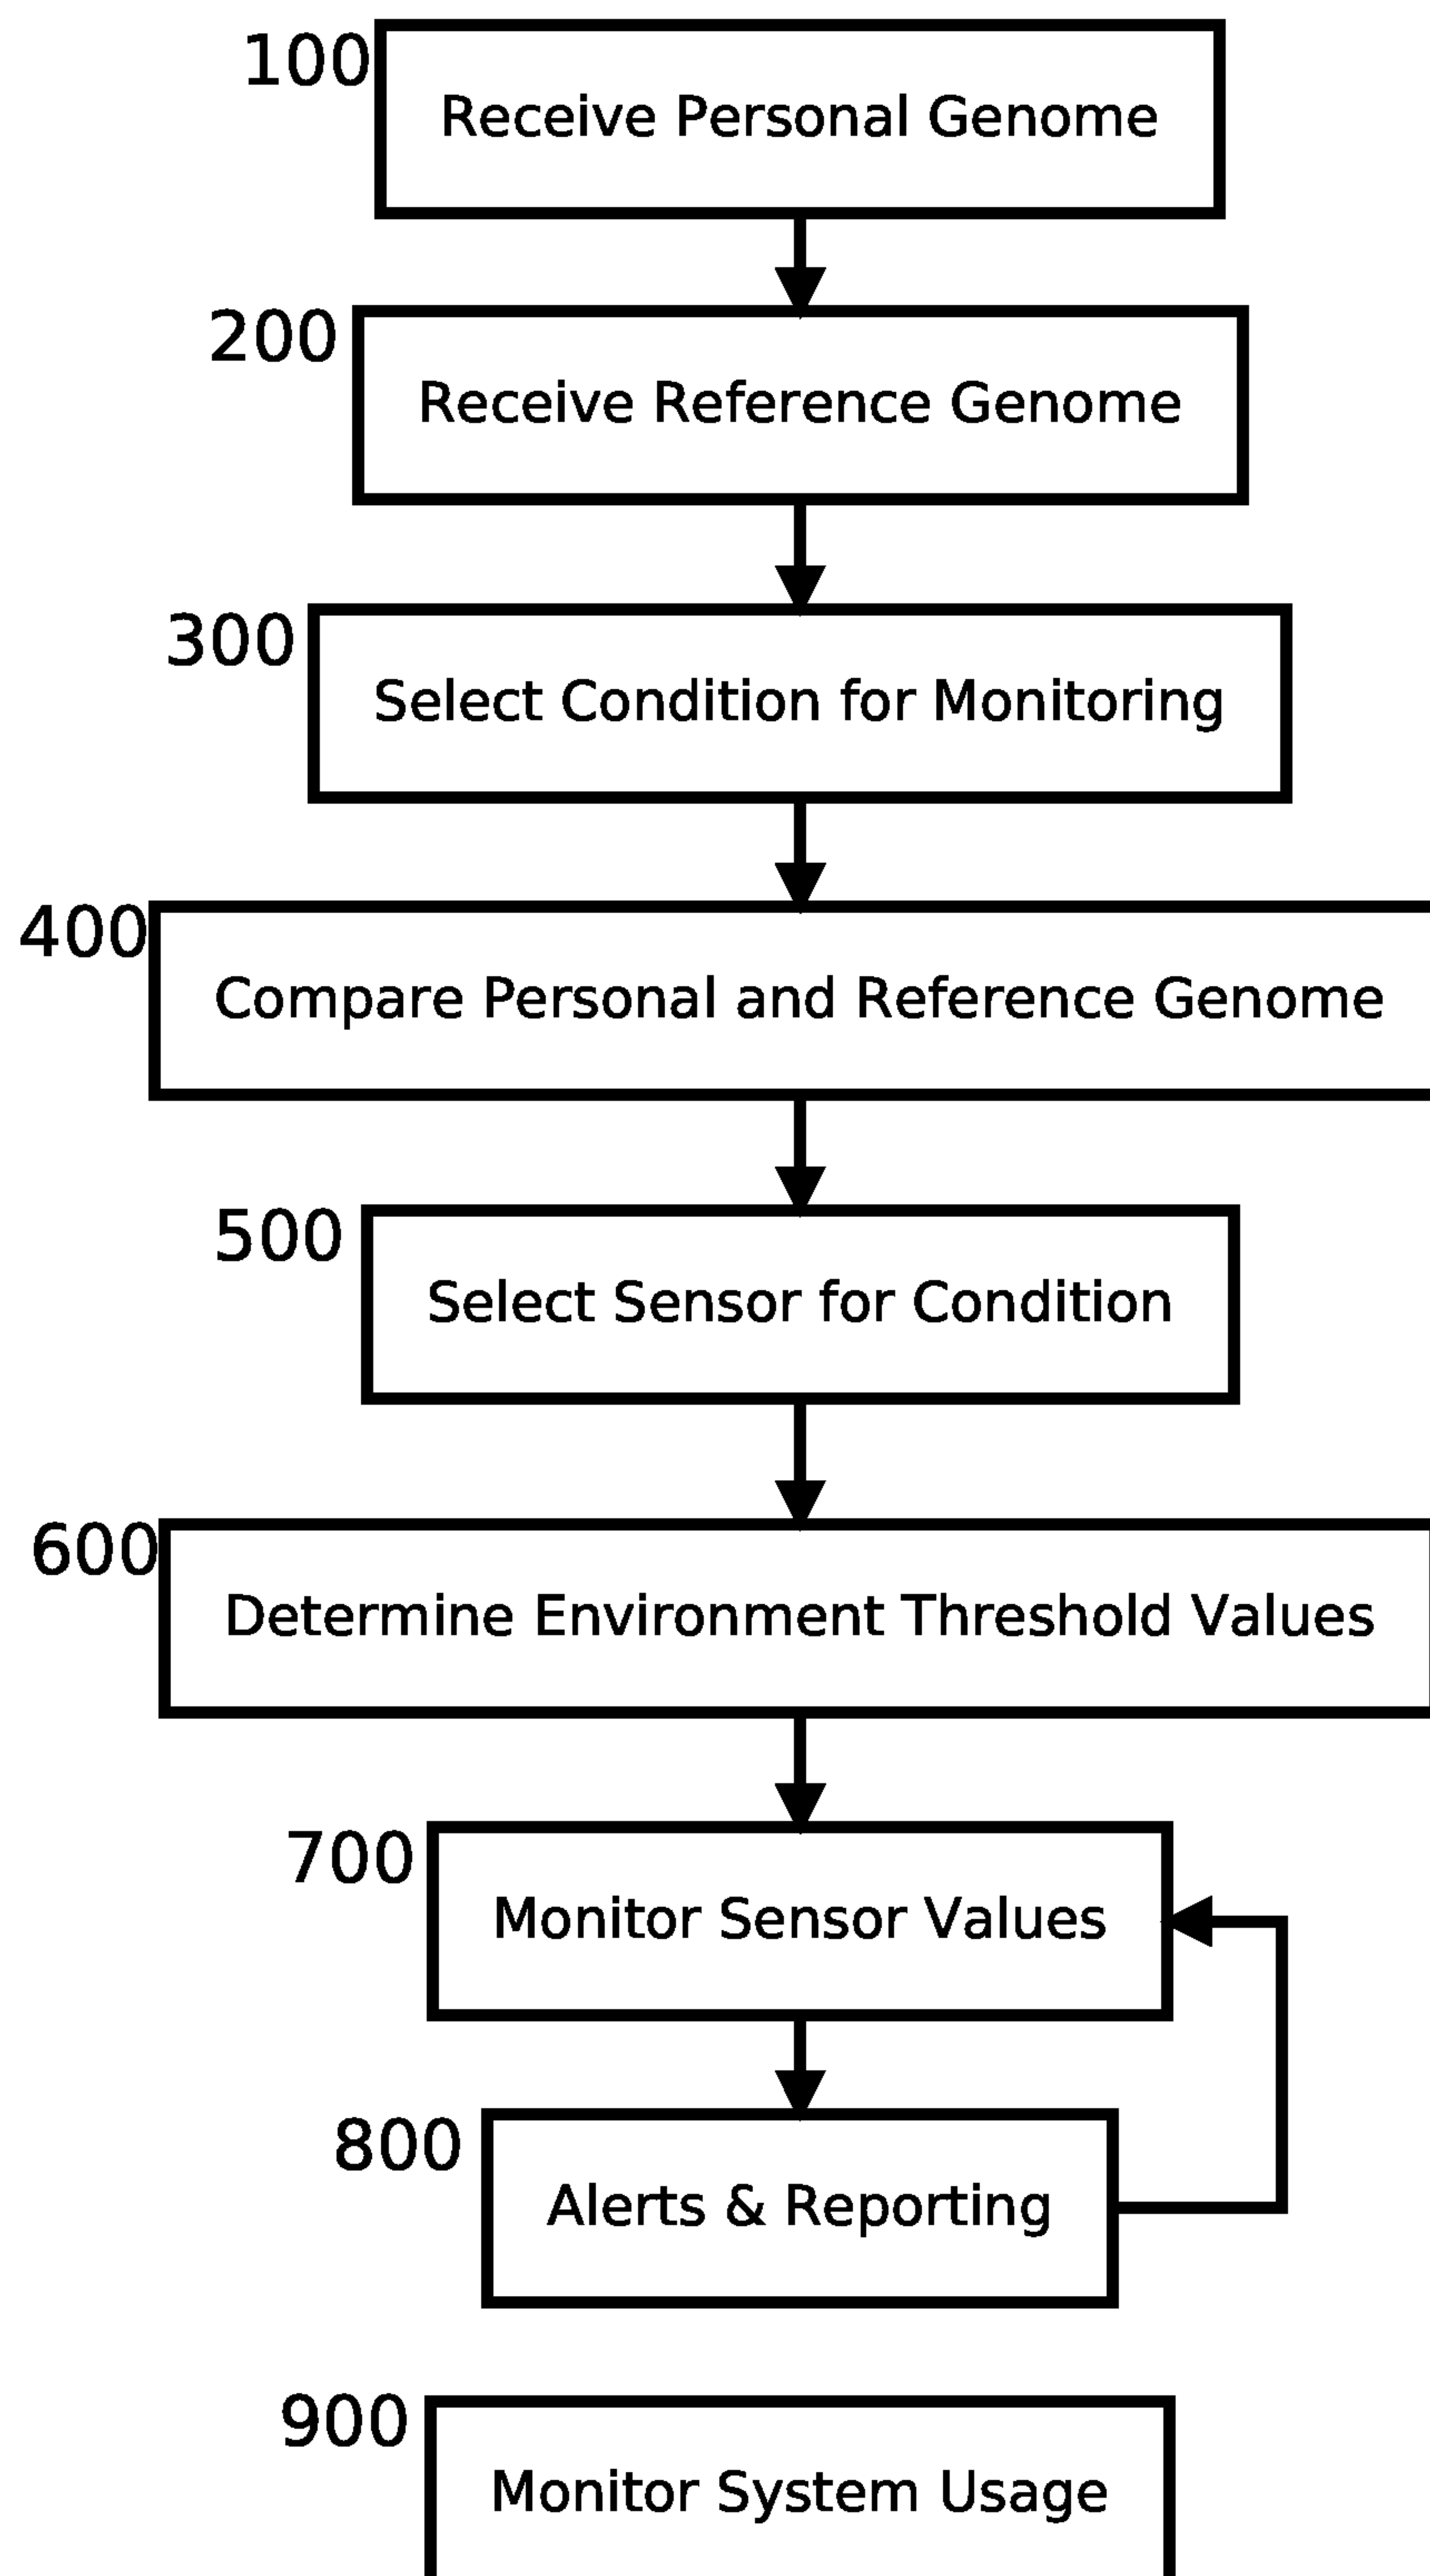 100
Receive Personal Genome
200
Receive Reference Genome
300
Select Condition for Monitoring
400
Compare Personal and Reference Genome
500
Select Sensor for Condition
600
Determine Environment Threshold Values
700
Monitor Sensor Values
800
Alerts & Reporting
900
Monitor System Usage